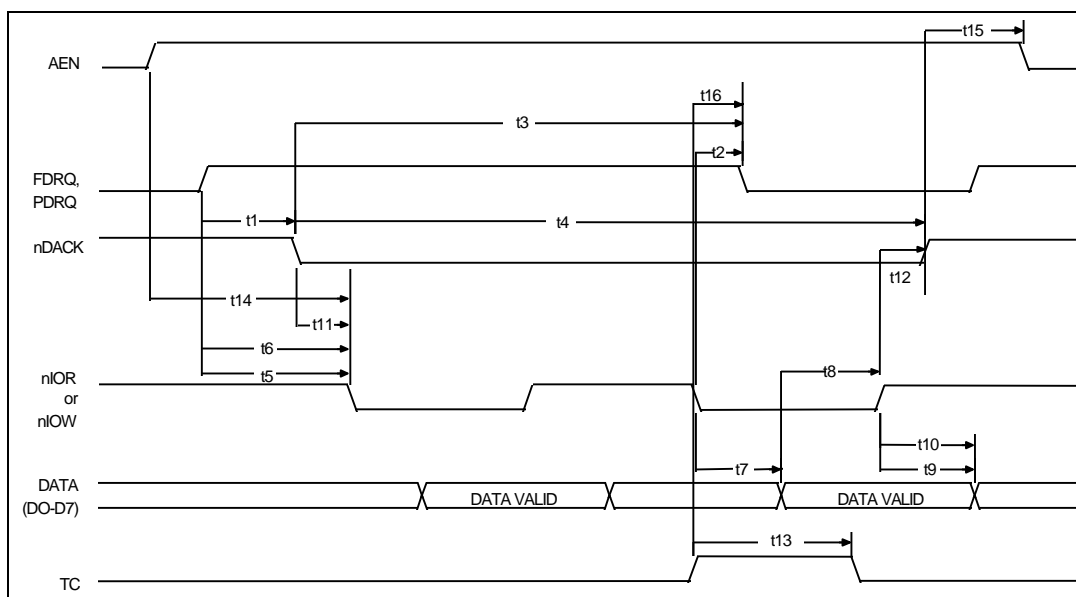 t15
AEN
t16
t3
t2
FDRQ,
PDRQ
t1
t4
nDACK
t12
t14
t11
t6
t5
t8
nIOR
or
nIOW
t10
t7
t9
DATA
(DO-D7)
DATA VALID
DATA VALID
t13
TC